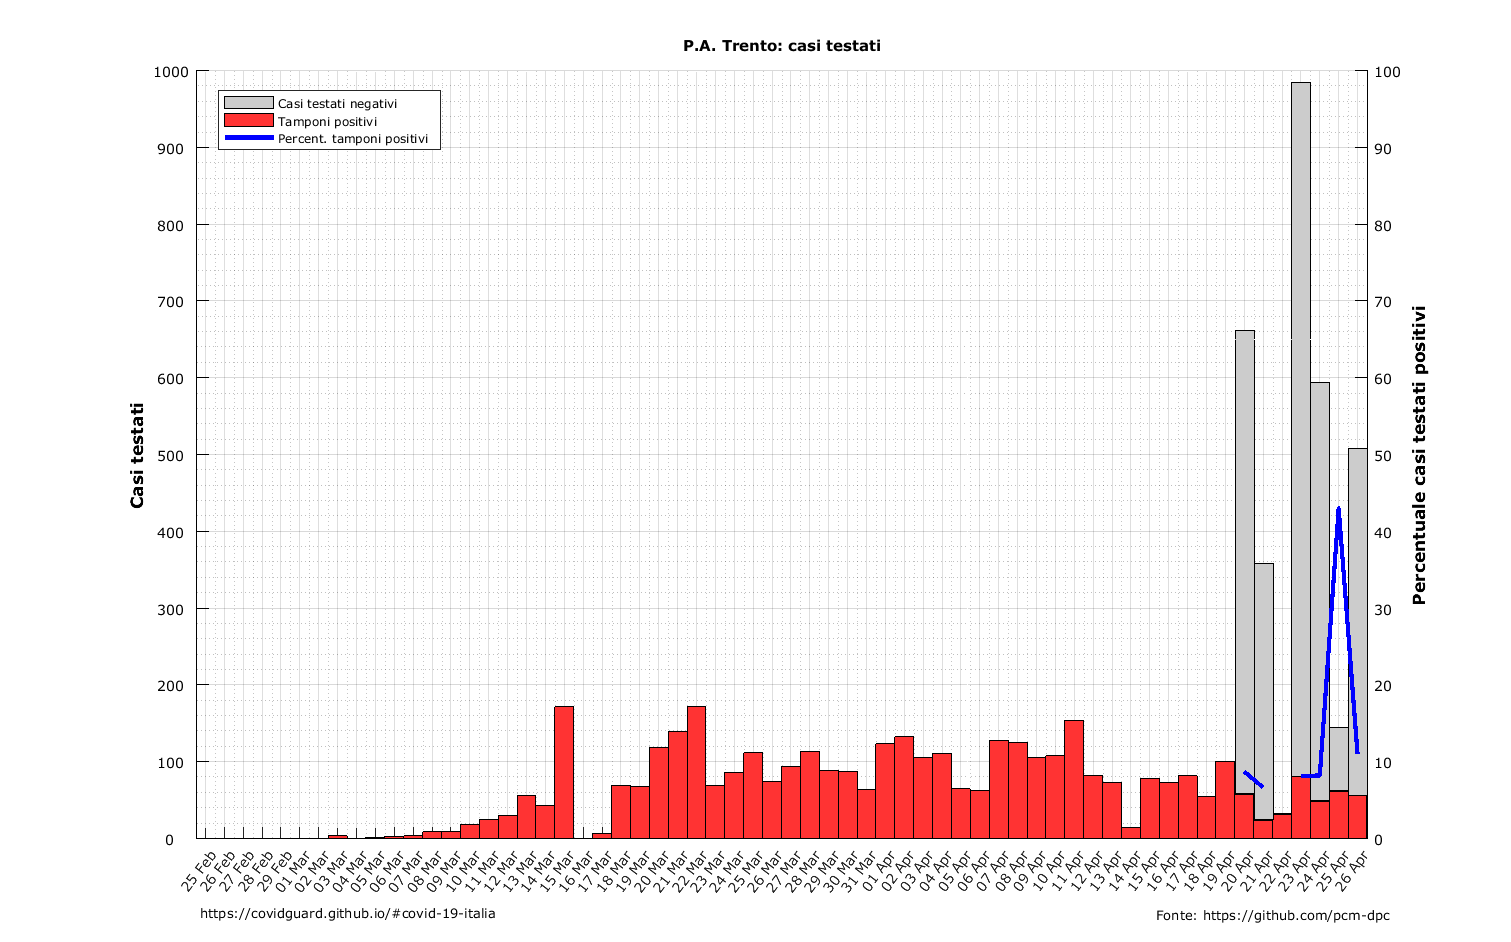 P.A. Trento: casi testati
Casi testati negativi
Tamponi positivi
Percent. tamponi positivi
Casi testati
1000
900
800
700
600
500
400
300
200
100
0
100
90
80
70
60
50
40
30
20
10
0
Percentuale casi testati positivi
25 Feb
26 Feb
27 Feb
28 Feb
29 Feb
01 Mar
02 Mar
03 Mar
04 Mar
05 Mar
06 Mar
07 Mar
08 Mar
09 Mar
10 Mar
11 Mar
12 Mar
13 Mar
14 Mar
15 Mar
16 Mar
17 Mar
18 Mar
19 Mar
20 Mar
21 Mar
22 Mar
23 Mar
24 Mar
25 Mar
26 Mar
27 Mar
28 Mar
29 Mar
30 Mar
31 Mar
01 Apr
02 Apr
03 Apr
04 Apr
05 Apr
06 Apr
07 Apr
08 Apr
09 Apr
10 Apr
11 Apr
12 Apr
13 Apr
14 Apr
15 Apr
16 Apr
17 Apr
18 Apr
19 Apr
20 Apr
21 Apr
22 Apr
23 Apr
24 Apr
25 Apr
26 Apr
https://covidguard.github.io/#covid-19-italia
Fonte: https://github.com/pcm-dpc